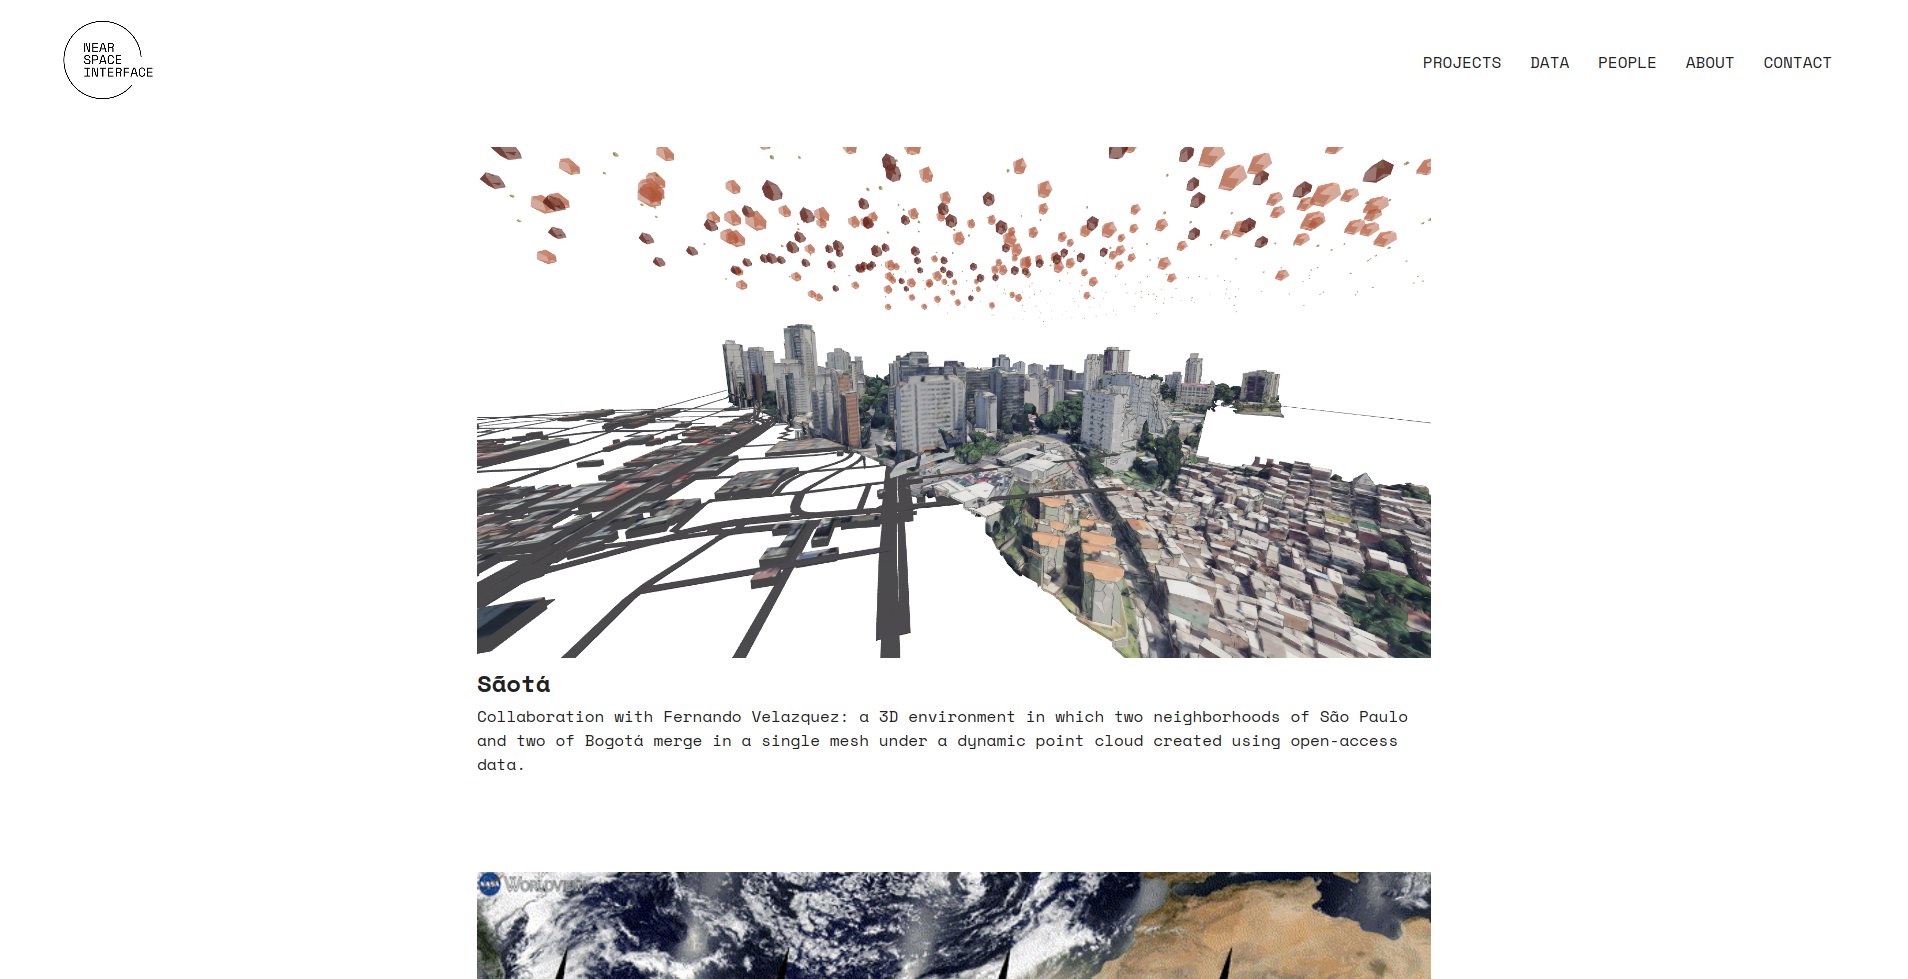 NEAR
SPACE
INTERFACE
PROJECTS DATA PEOPLE ABOUT CONTACT
Sãotá
Collaboration with Fernando Velazquez: a 3D environment in which two neighborhoods of São Paulo
and two of Bogotá merge in a single mesh under a dynamic point cloud created using open-access
data.